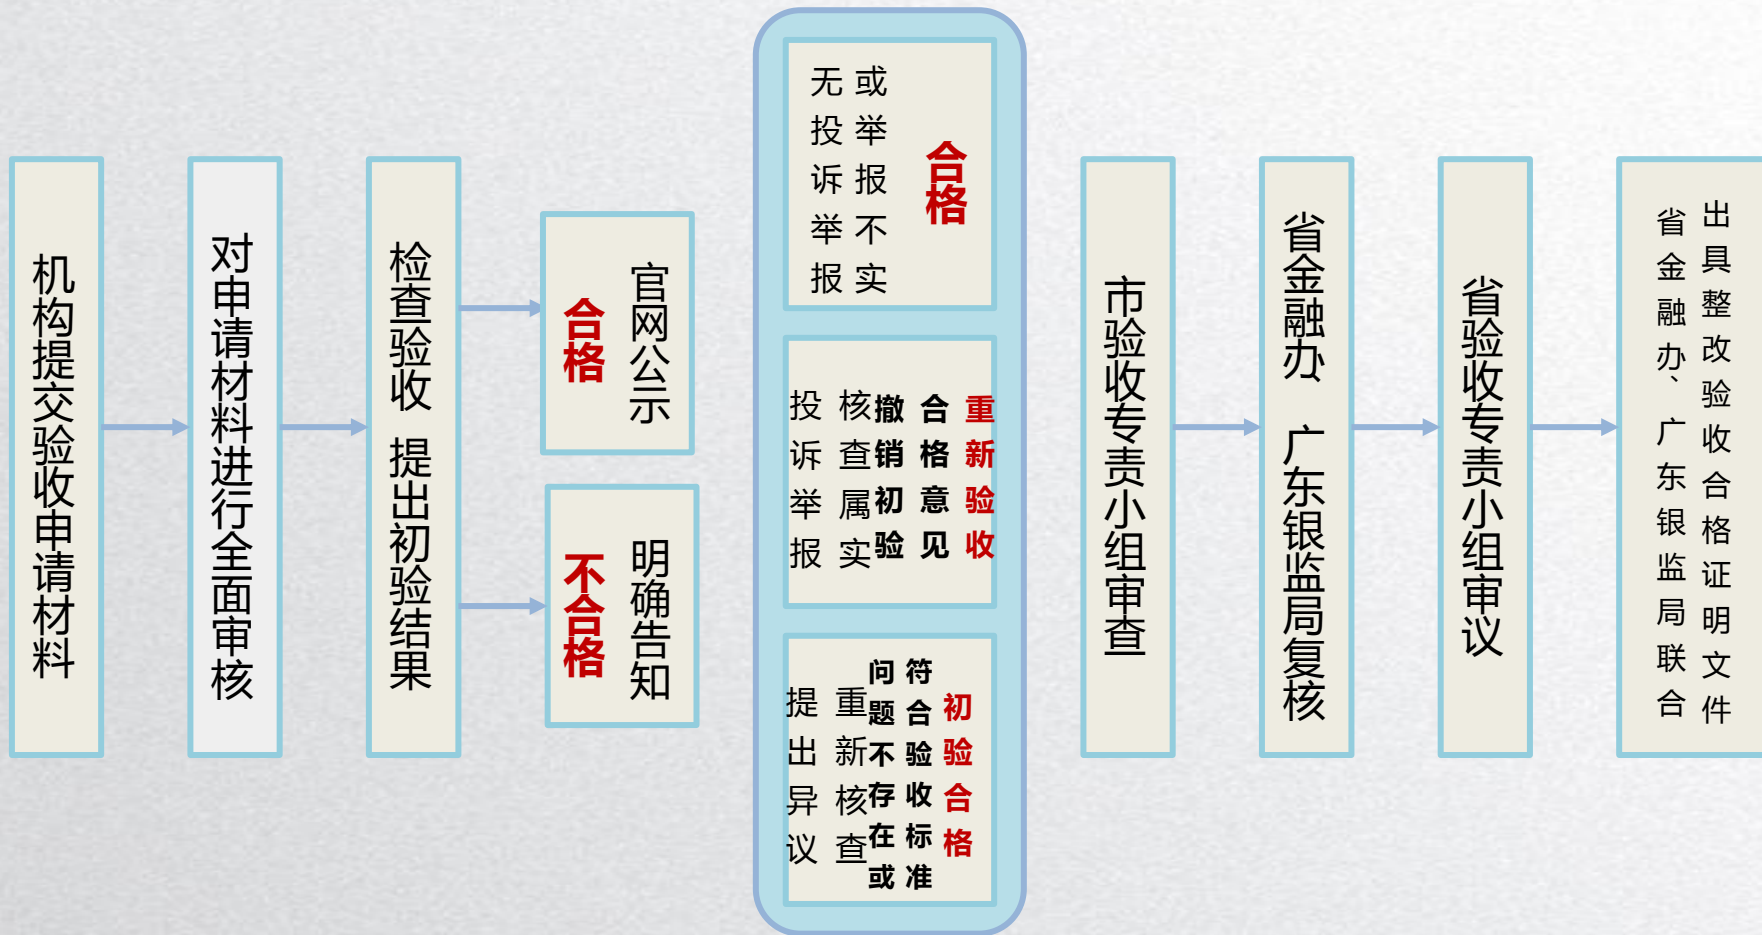 机构提交验收申请材料
对申请材料进行全面审核
检查验收 提出初验结果
合格
官网公示
不合格
明确告知
无投诉举报
或举报不实
合格
投诉举报
核查属实
撤销初验
合格意见
重新验收
提出异议
重新核查
问题不存在或
符合验收标准
初验合格
市验收专责小组审查
省金融办、广东银监局复核
省验收专责小组审议
省金融办、广东银监局联合
出具整改验收合格证明文件